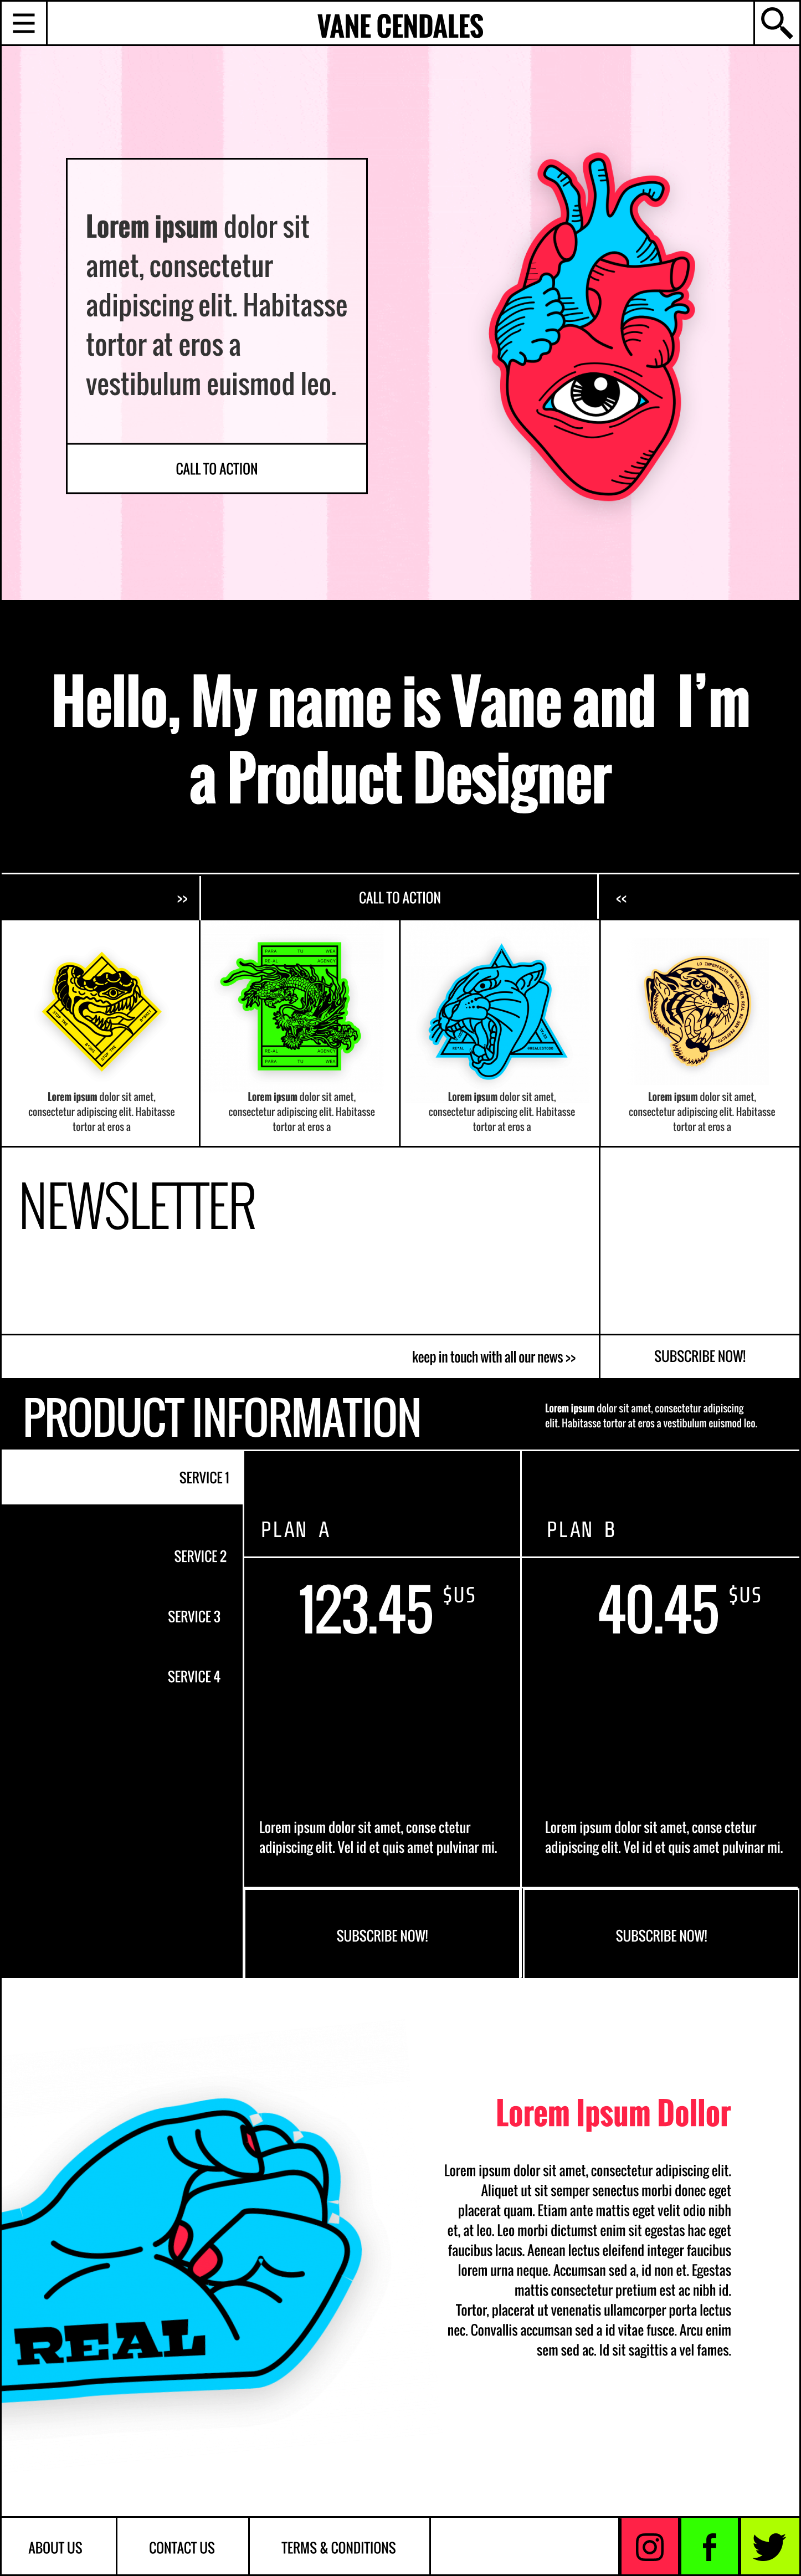 VANE CENDALES
Lorem ipsum dolor sit
amet, consectetur
adipiscing elit. Habitasse
tortor at eros a
vestibulum euismod leo.
CALL TO ACTION
Hello, My name is Vane and I’m
a Product Designer
>>
CALL TO ACTION
<<
PARA TU WEA
RE-AL AGENCY
RE-AL AGENCY
PARA TU WEA
Lorem ipsum dolor sit amet,
consectetur adipiscing elit. Habitasse
tortor at eros a
Lorem ipsum dolor sit amet,
consectetur adipiscing elit. Habitasse
tortor at eros a
Lorem ipsum dolor sit amet,
consectetur adipiscing elit. Habitasse
tortor at eros a
Lorem ipsum dolor sit amet,
consectetur adipiscing elit. Habitasse
tortor at eros a
NEWSLETTER
keep in touch with all our news >>
SUBSCRIBE NOW!
PRODUCT INFORMATION
Lorem ipsum dolor sit amet, consectetur adipiscing
elit. Habitasse tortor at eros a vestibulum euismod leo.
SERVICE 1
SERVICE 2
SERVICE 3
SERVICE 4
PLAN A
123.45 $US
Lorem ipsum dolor sit amet, conse ctetur
adipiscing elit. Vel id et quis amet pulvinar mi.
SUBSCRIBE NOW!
PLAN B
40.45 $US
Lorem ipsum dolor sit amet, conse ctetur
adipiscing elit. Vel id et quis amet pulvinar mi.
SUBSCRIBE NOW!
REAL
Lorem Ipsum Dollor
Lorem ipsum dolor sit amet, consectetur adipiscing elit.
Aliquet ut sit semper senectus morbi donec eget
placerat quam. Etiam ante mattis eget velit odio nibh
et, at leo. Leo morbi dictumst enim sit egestas hac eget
faucibus lacus. Aenean lectus eleifend integer faucibus
lorem urna neque. Accumsan sed a, id non et. Egestas
mattis consectetur pretium est ac nibh id.
Tortor, placerat ut venenatis ullamcorper porta lectus
nec. Convallis accumsan sed a id vitae fusce. Arcu enim
sem sed ac. Id sit sagittis a vel fames.
ABOUT US
CONTACT US
TERMS & CONDITIONS